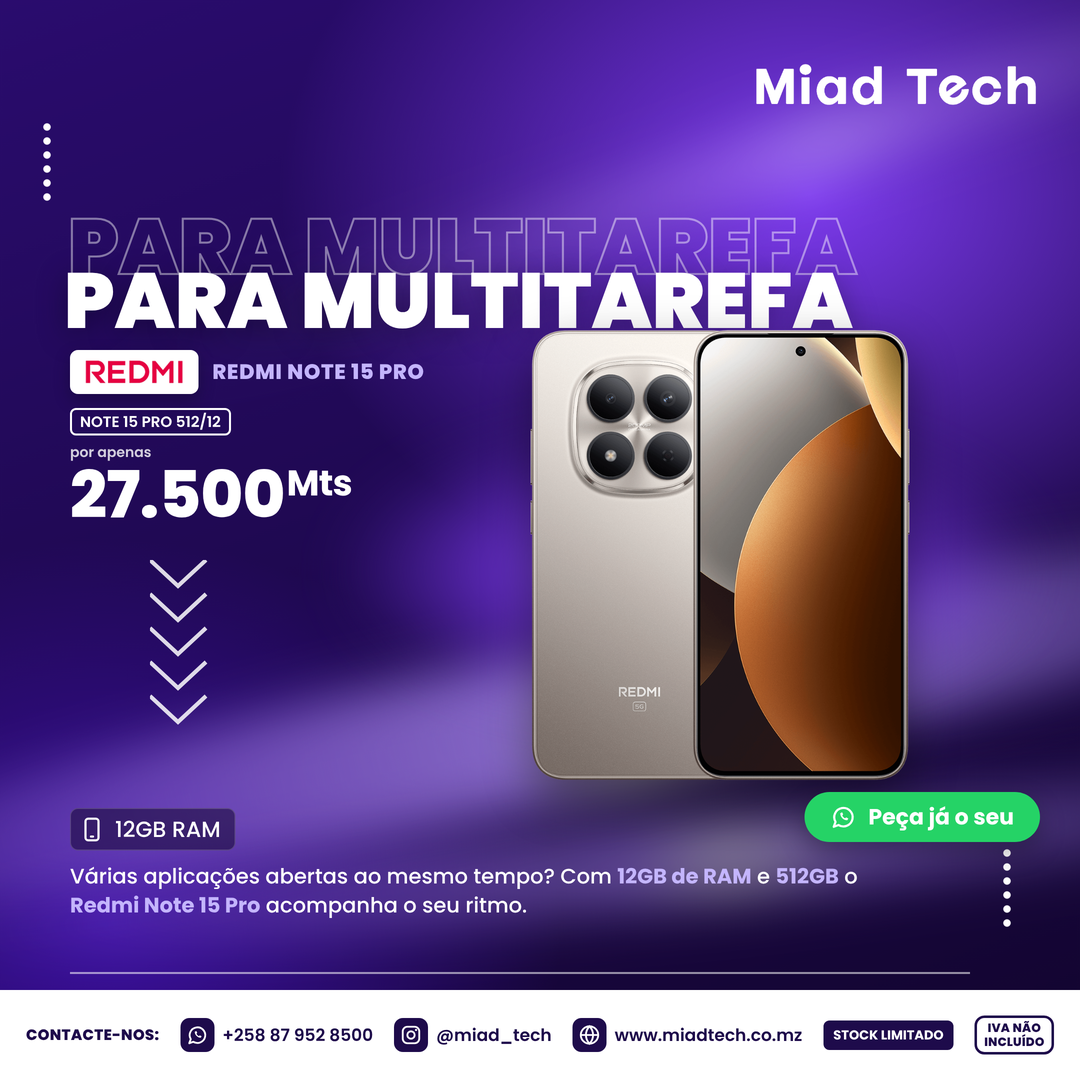 Miad Tech
PARA MULTITAREFA
PARA MULTITAREFA
REDMI REDMI NOTE 15 PRO
NOTE 15 PRO 512/12
por apenas
27.500Mts
REDMI
5G
12GB RAM
Peça já o seu
Várias aplicações abertas ao mesmo tempo? Com 12GB de RAM e 512GB o
Redmi Note 15 Pro acompanha o seu ritmo.
CONTACTE-NOS: +258 87 952 8500 @miad_tech www.miadtech.co.mz STOCK LIMITADO IVA NÃO
INCLUÍDO